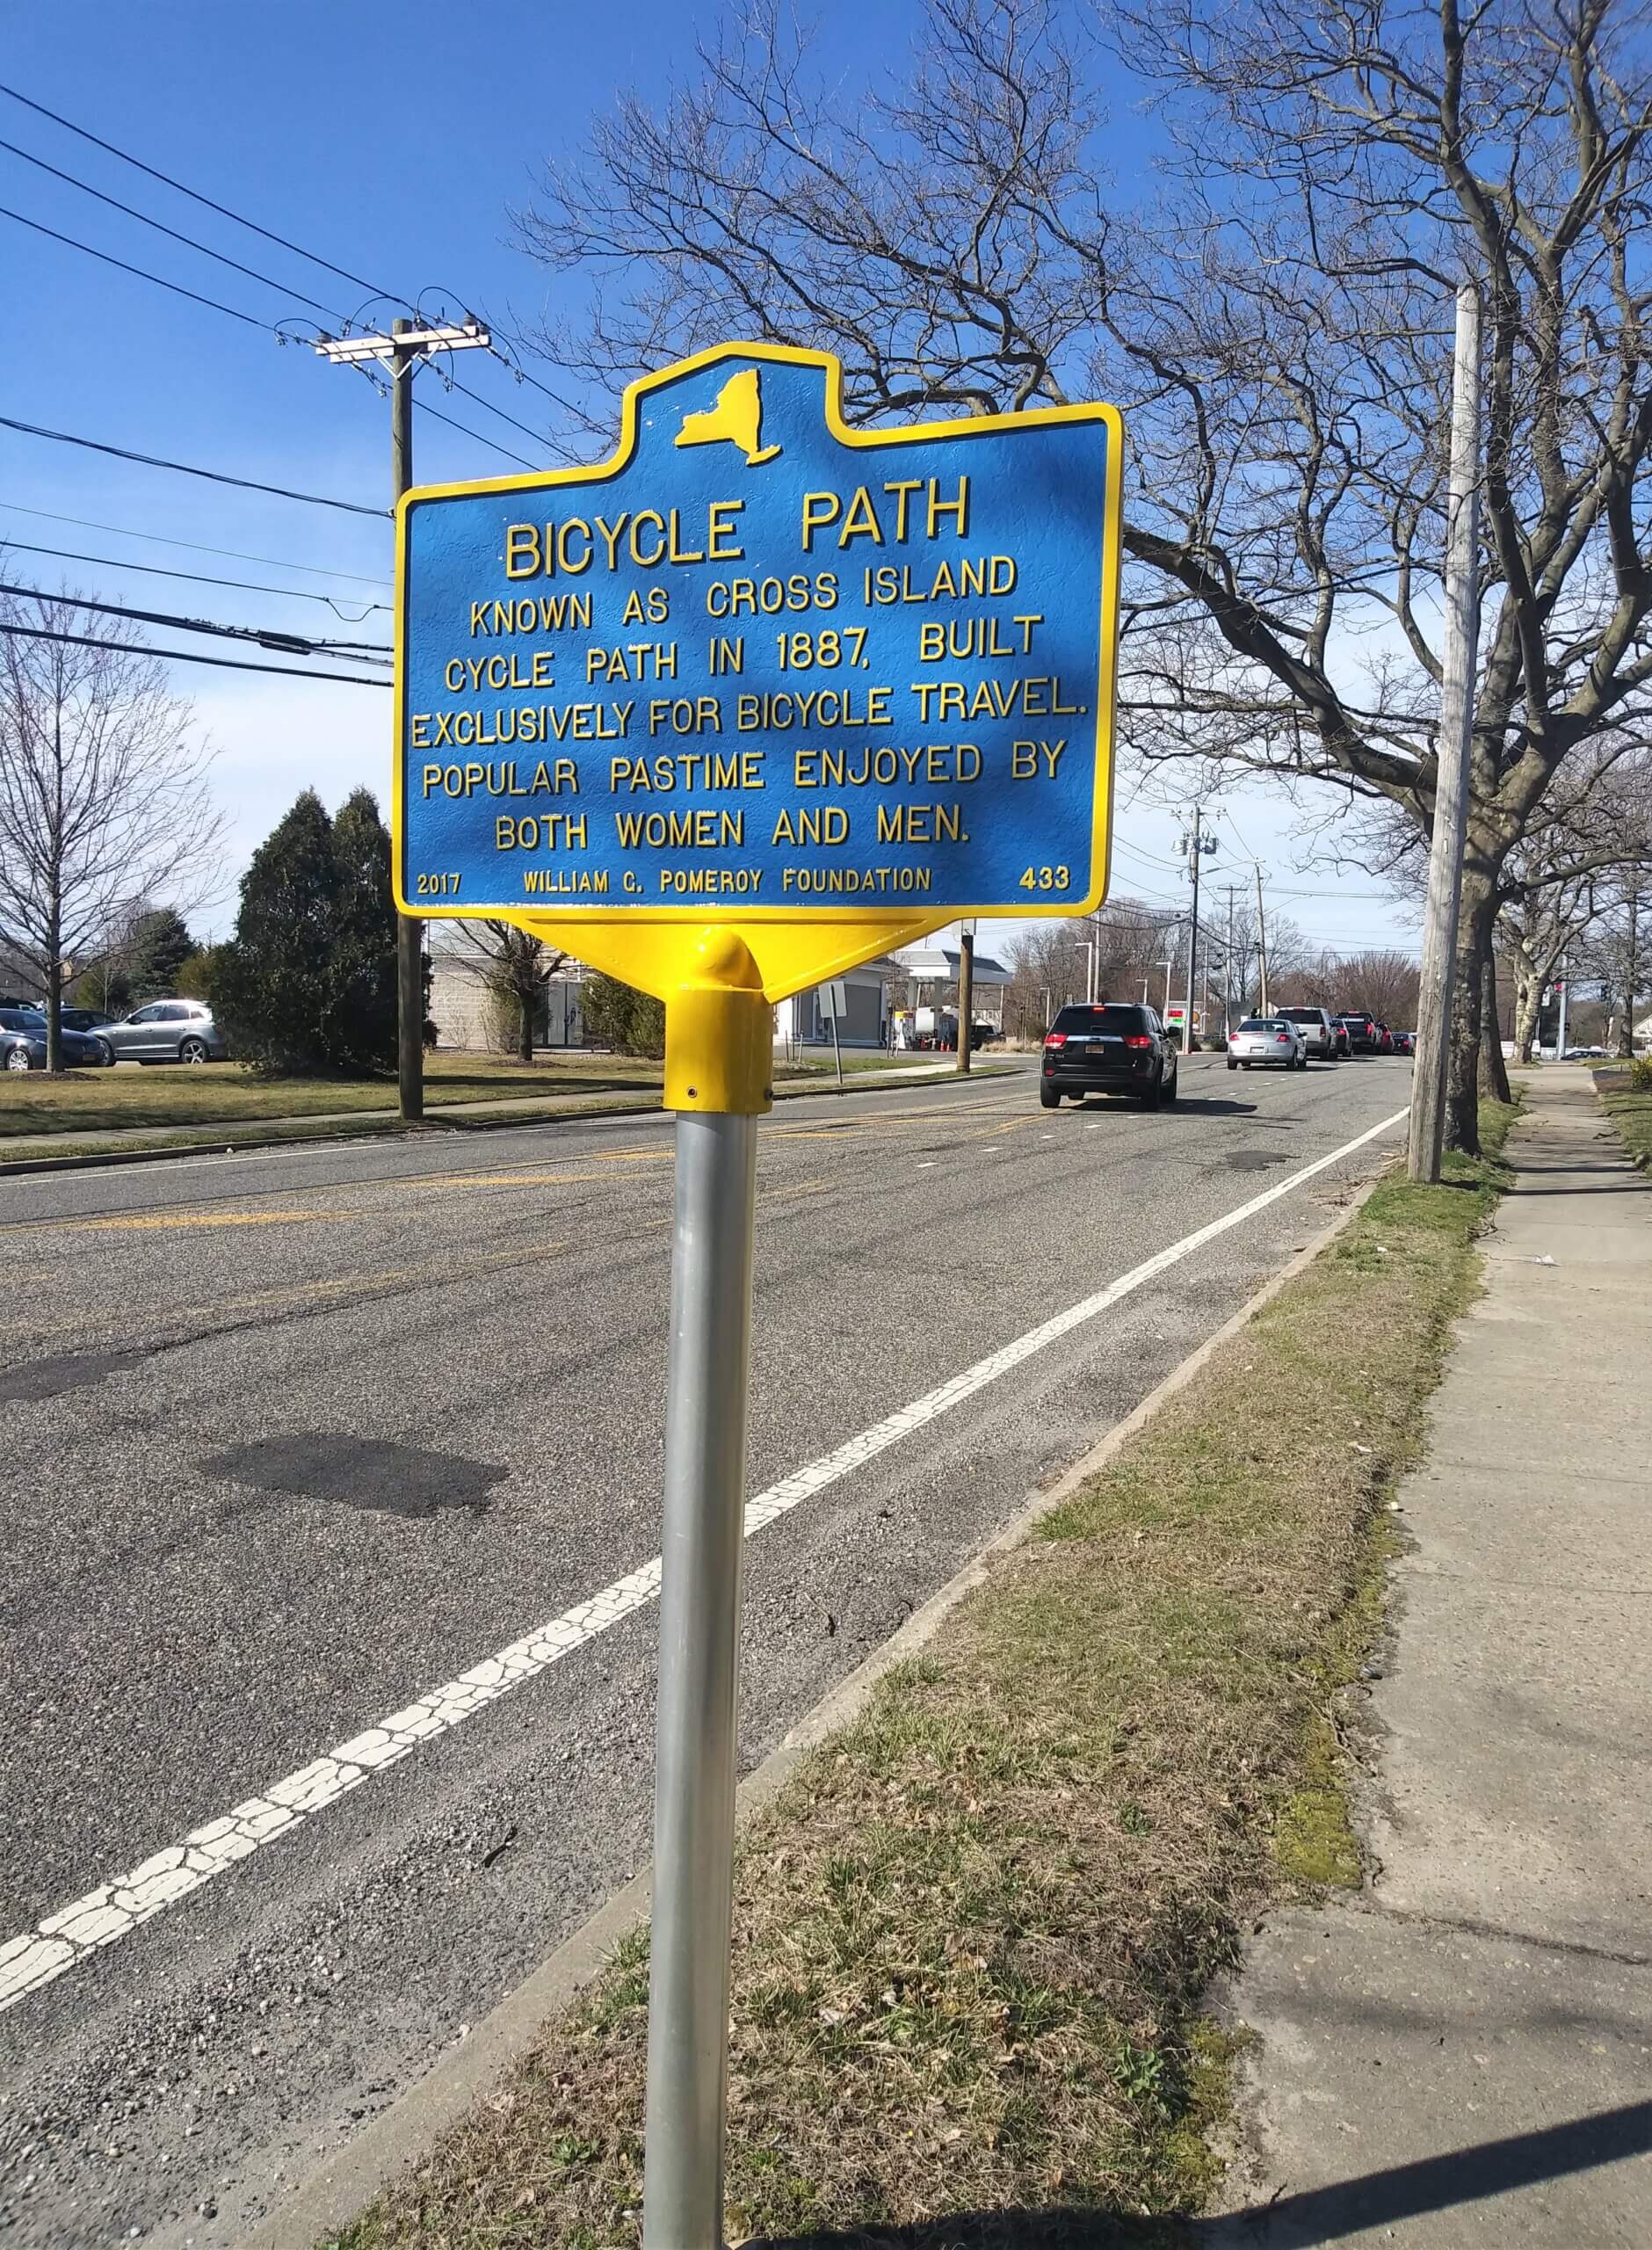 BICYCLE PATH
KNOWN AS CROSS ISLAND
CYCLE PATH IN 1887, BUILT
EXCLUSIVELY FOR BICYCLE TRAVEL.
POPULAR PASTIME ENJOYED BY
BOTH WOMEN AND MEN.
2017 WILLIAM G. POMEROY FOUNDATION 433